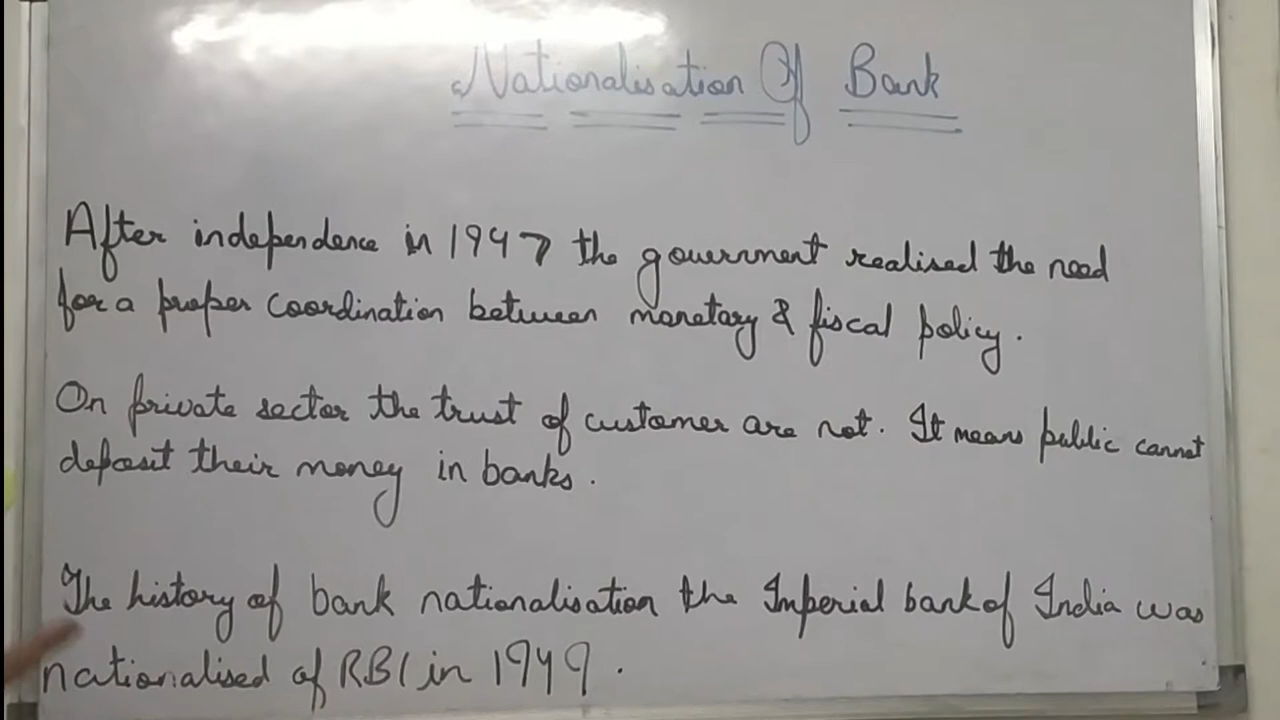 Nationalisation Of Bank
After independence in 1947 the government realised the need
for a proper coordination between monetary & fiscal policy.
On private sector the trust of customer are not. It means public cannot
deposit their money in banks.
The history of bank nationalisation the Imperial bank of India was
nationalised of RBI in 1949.